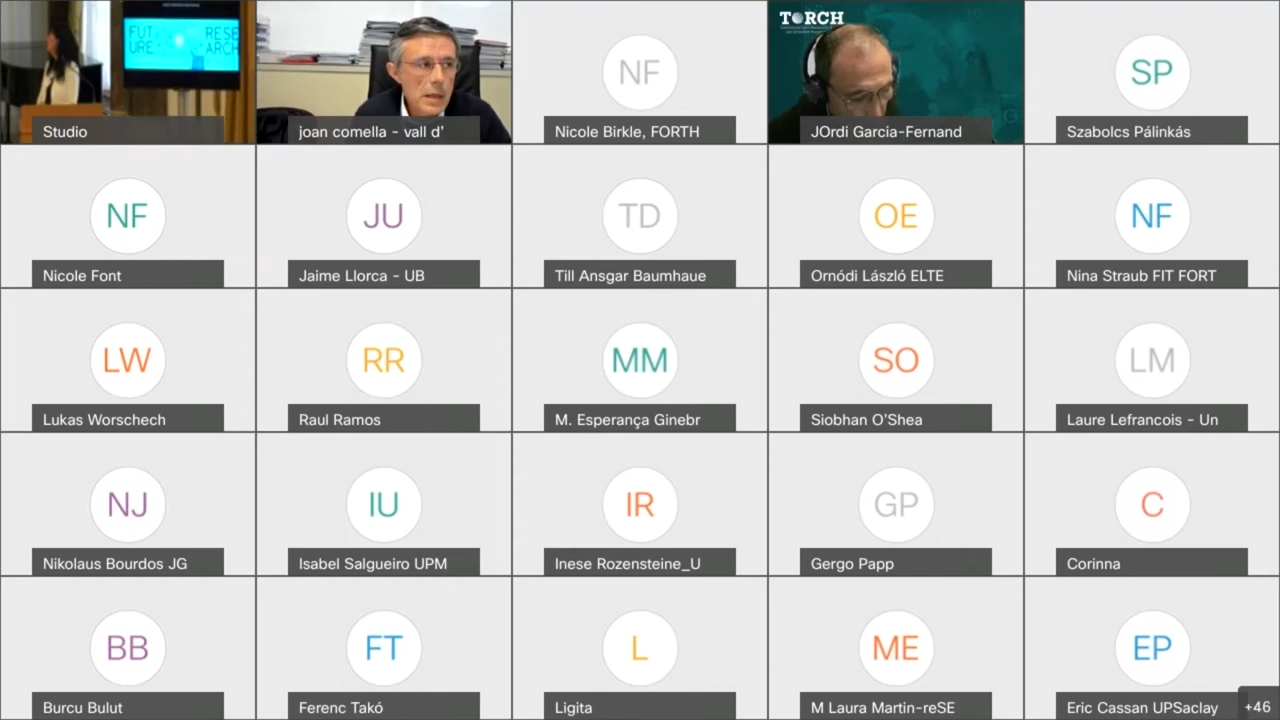 FUT RESE
URE ARCH
Studio
joan comella - vall d'
NF
Nicole Birkle, FORTH
TORCH
JOrdi Garcia-Fernand
SP
Szabolcs Pálinkás
NF
Nicole Font
JU
Jaime Llorca - UB
TD
Till Ansgar Baumhaue
OE
Ornódi László ELTE
NF
Nina Straub FIT FORT
LW
Lukas Worschech
RR
Raul Ramos
MM
M. Esperança Ginebr
SO
Siobhan O'Shea
LM
Laure Lefrancois - Un
NJ
Nikolaus Bourdos JG
IU
Isabel Salgueiro UPM
IR
Inese Rozensteine_U
GP
Gergo Papp
C
Corinna
BB
Burcu Bulut
FT
Ferenc Takó
L
Ligita
ME
M Laura Martin-reSE
EP
Eric Cassan UPSaclay
+46